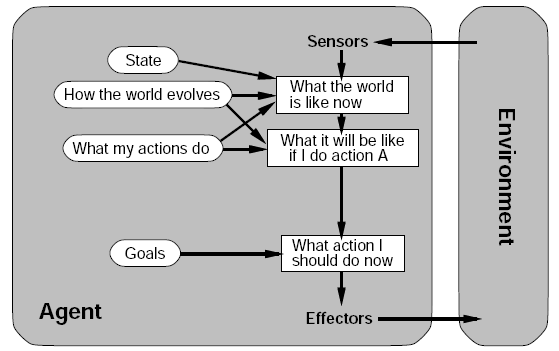 Sensors
State
How the world evolves
What my actions do
What the world
is like now
What it will be like
if I do action A
Goals
What action I
should do now
Agent
Effectors
Environment